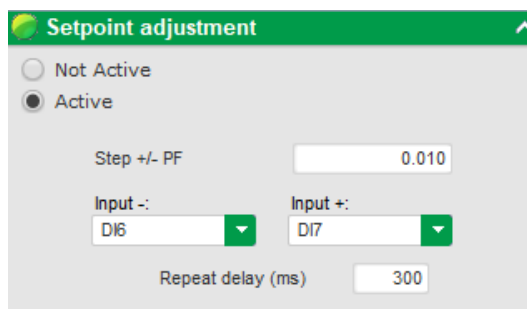 Setpoint adjustment
Not Active
Active
Step +/- PF 0.010
Input -: Input +:
DI6 DI7
Repeat delay (ms) 300